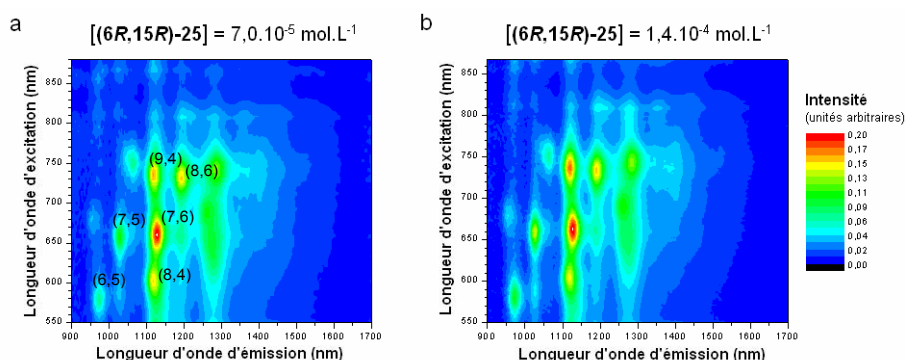 a
[(6R,15R)-25] = 7,0.10⁻⁵ mol.L⁻¹
Longueur d'onde d'excitation (nm)
850
800
750
700
650
600
550
(9,4)
(8,6)
(7,5)
(7,6)
(6,5)
(8,4)
900 1000 1100 1200 1300 1400 1500 1600 1700
Longueur d'onde d'émission (nm)
b
[(6R,15R)-25] = 1,4.10⁻⁴ mol.L⁻¹
Longueur d'onde d'excitation (nm)
850
800
750
700
650
600
550
900 1000 1100 1200 1300 1400 1500 1600 1700
Longueur d'onde d'émission (nm)
Intensité
(unités arbitraires)
0,20
0,17
0,15
0,13
0,11
0,08
0,06
0,04
0,02
0,00